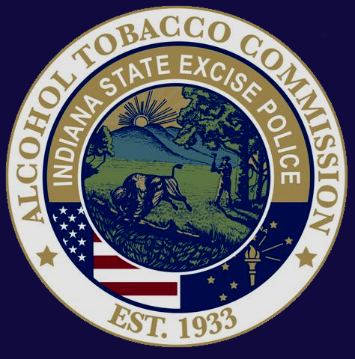 ALCOHOL TOBACCO COMMISSION
INDIANA STATE EXCISE POLICE
EST. 1933